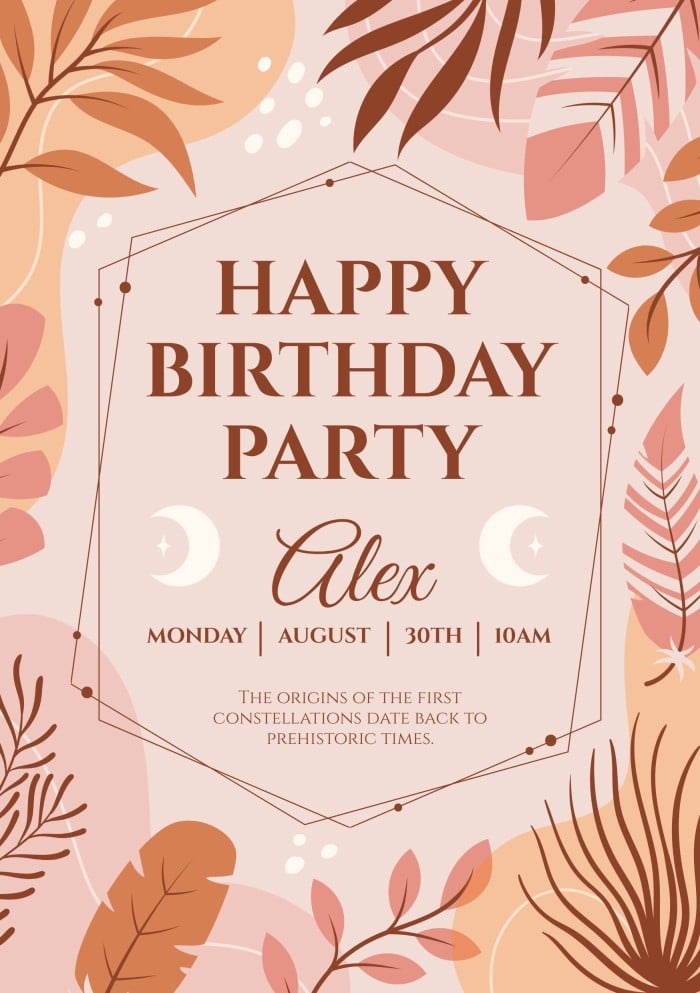 HAPPY
BIRTHDAY
PARTY
Alex
MONDAY | AUGUST | 30TH | 10AM
The origins of the first
constellations date back to
prehistoric times.